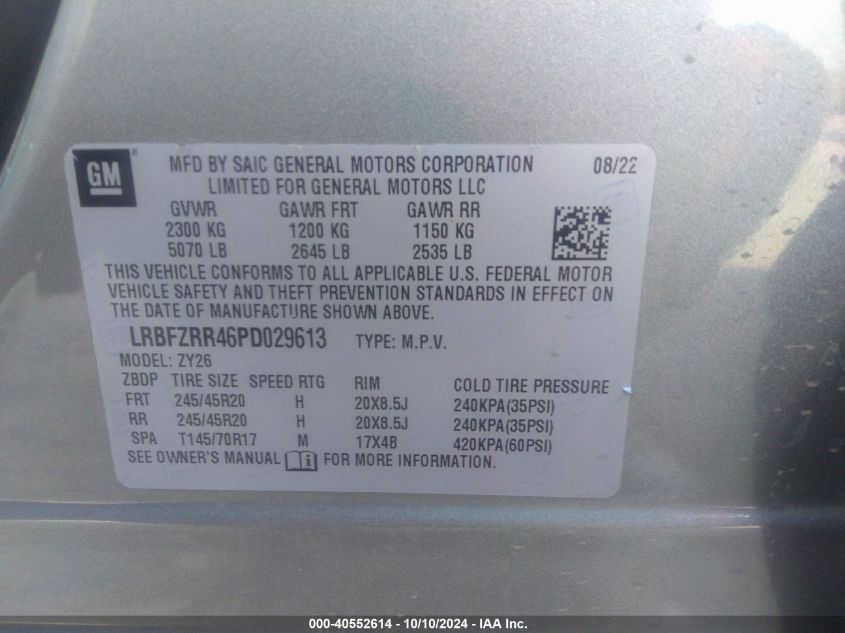 GM
MFD BY SAIC GENERAL MOTORS CORPORATION 08/22
LIMITED FOR GENERAL MOTORS LLC
GVWR GAWR FRT GAWR RR
2300 KG 1200 KG 1150 KG
5070 LB 2645 LB 2535 LB
THIS VEHICLE CONFORMS TO ALL APPLICABLE U.S. FEDERAL MOTOR
VEHICLE SAFETY AND THEFT PREVENTION STANDARDS IN EFFECT ON
THE DATE OF MANUFACTURE SHOWN ABOVE.
LRBFZRR46PD029613 TYPE: M.P.V.
MODEL: ZY26
ZBDP TIRE SIZE SPEED RTG RIM COLD TIRE PRESSURE
FRT 245/45R20 H 20X8.5J 240KPA(35PSI)
RR 245/45R20 H 20X8.5J 240KPA(35PSI)
SPA T145/70R17 M 17X4B 420KPA(60PSI)
SEE OWNER'S MANUAL i FOR MORE INFORMATION.
000-40552614 - 10/10/2024 - IAA Inc.